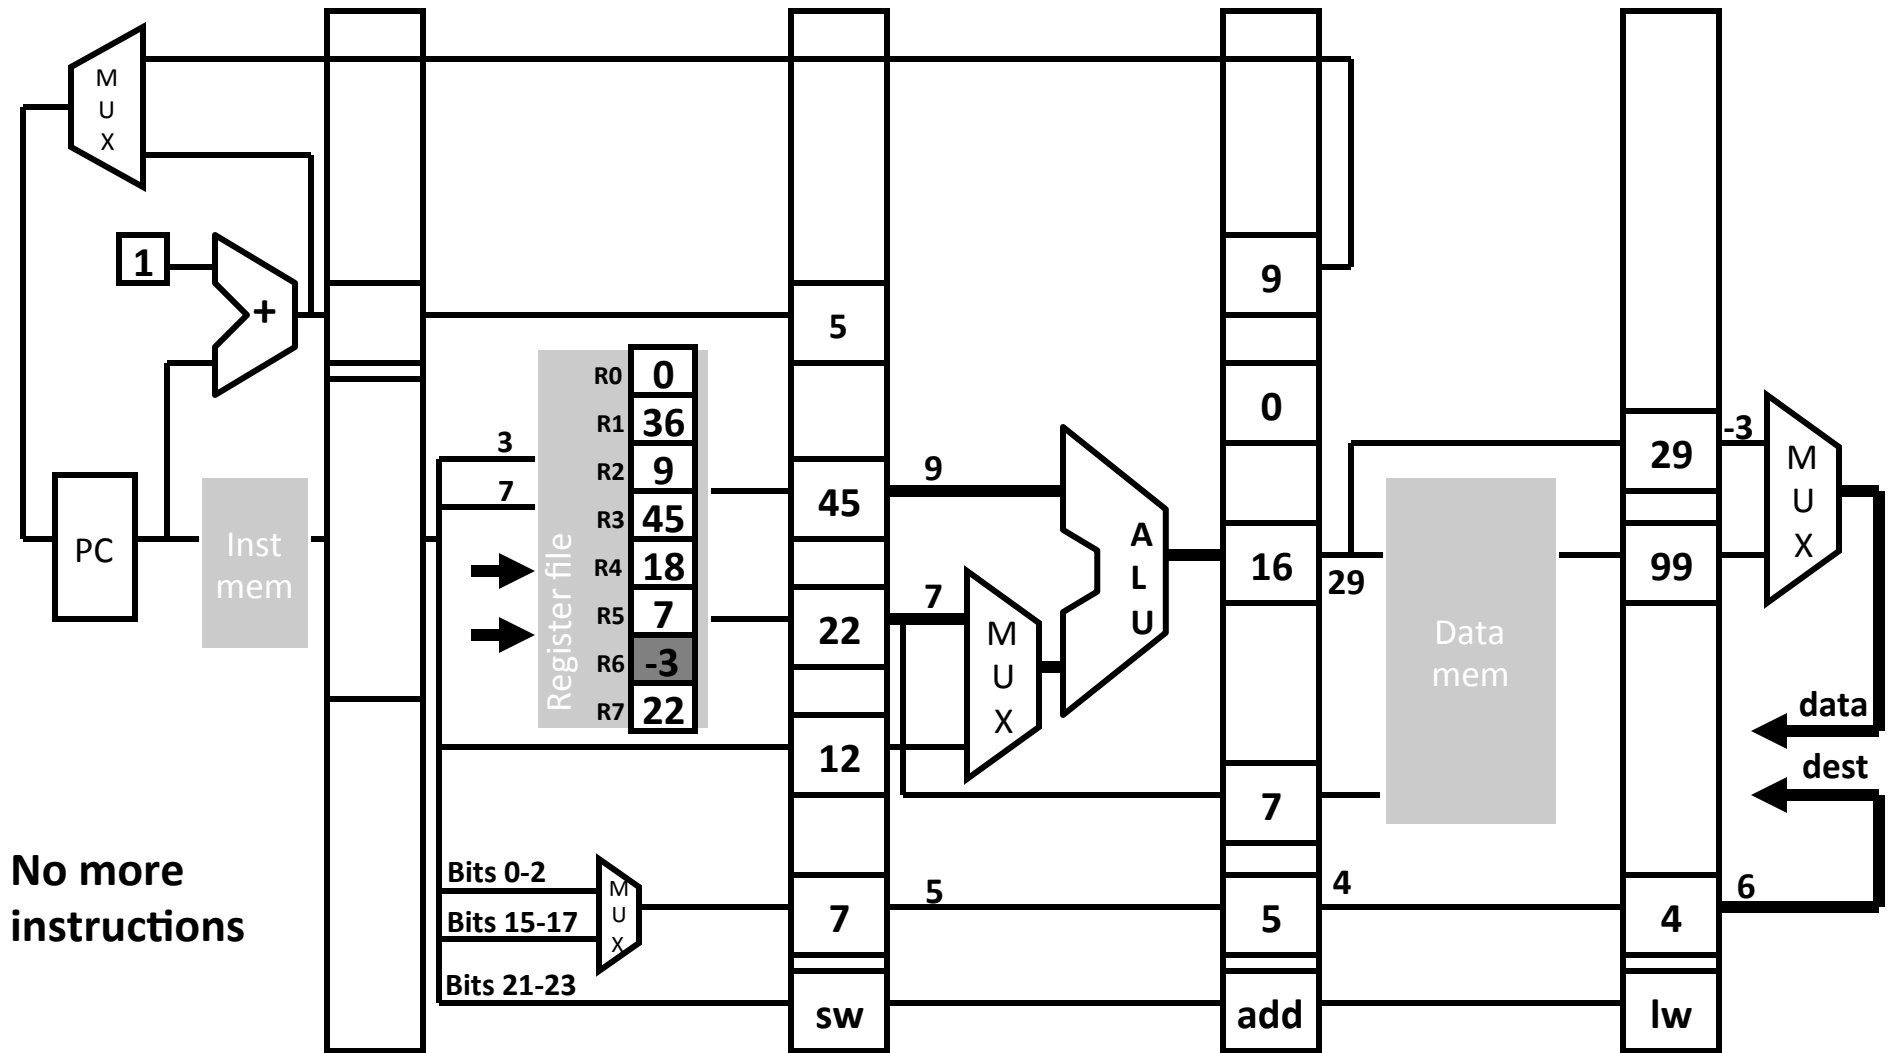 M
U
X
1
+
PC
Inst
mem
No more
instructions
3
7
Register file
R0 0
R1 36
R2 9
R3 45
R4 18
R5 7
R6 -3
R7 22
Bits 0-2
Bits 15-17
Bits 21-23
M
U
X
5
45
22
12
7
sw
9
7
5
M
U
X
A
L
U
9
0
16
7
5
add
29
4
Data
mem
29
99
4
lw
-3
6
M
U
X
data
dest